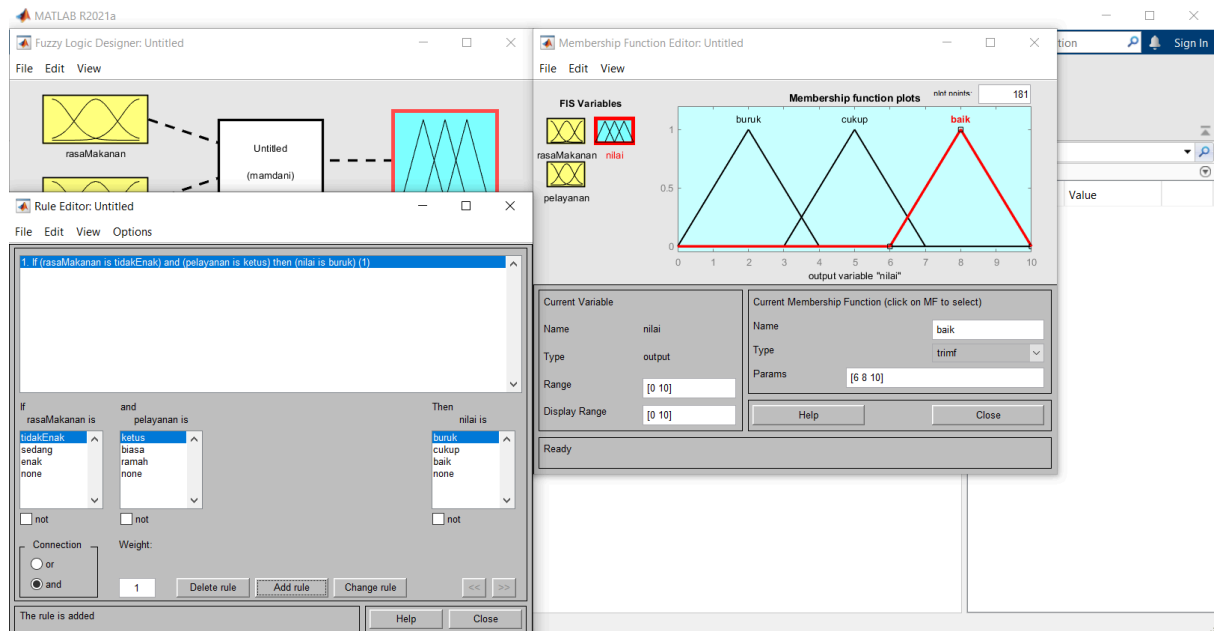 MATLAB R2021a
Fuzzy Logic Designer: Untitled
File Edit View
rasaMakanan
Untitled
(mamdani)
Membership Function Editor: Untitled
File Edit View
FIS Variables
rasaMakanan
nilai
pelayanan
Membership function plots
plot points:
181
buruk
cukup
baik
1
0.5
0
0 1 2 3 4 5 6 7 8 9 10
output variable "nilai"
Current Variable
Name nilai
Type output
Range [0 10]
Display Range [0 10]
Current Membership Function (click on MF to select)
Name baik
Type trimf
Params [6 8 10]
Help
Close
Ready
Sign In
Value
Rule Editor: Untitled
File Edit View Options
1. If (rasaMakanan is tidakEnak) and (pelayanan is ketus) then (nilai is buruk) (1)
If
rasaMakanan is
tidakEnak
sedang
enak
none
not
and
pelayanan is
ketus
biasa
ramah
none
not
Then
nilai is
buruk
cukup
baik
none
not
Connection
or
and
Weight:
1
Delete rule
Add rule
Change rule
<<
>>
The rule is added
Help
Close